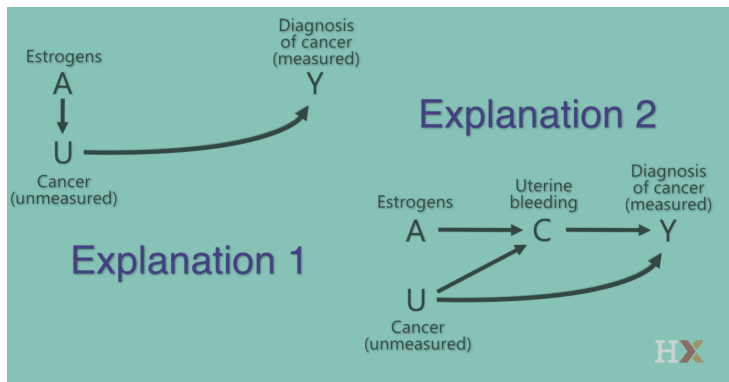 Estrogens
A
U
Cancer
(unmeasured)
Diagnosis
of cancer
(measured)
Y
Explanation 1
Explanation 2
Estrogens
A
Uterine
bleeding
C
Diagnosis
of cancer
(measured)
Y
U
Cancer
(unmeasured)
HX